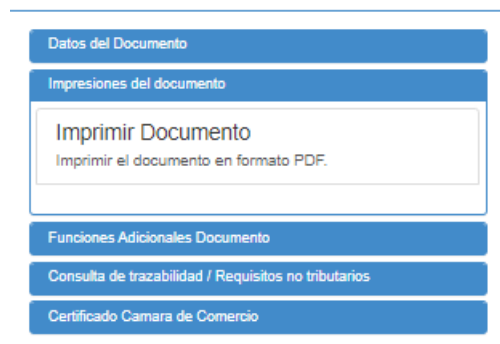 Datos del Documento
Impresiones del documento
Imprimir Documento
Imprimir el documento en formato PDF.
Funciones Adicionales Documento
Consulta de trazabilidad / Requisitos no tributarios
Certificado Camara de Comercio